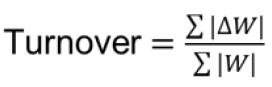 Turnover = ∑|ΔW| / ∑|W|